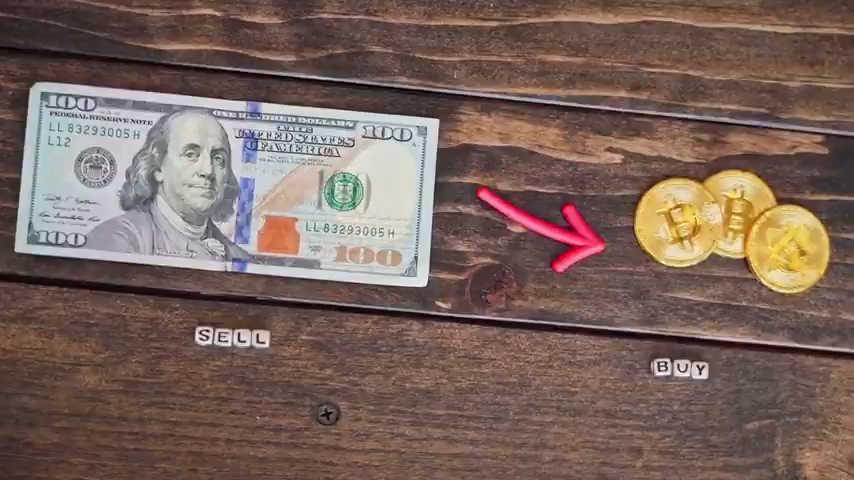 100
ONE HUNDRED DOLLARS
100
FEDERAL RESERVE NOTE
THE
UNITED STATES
OF AMERICA
LL 83293005 H
L12
LL 83293005 H
100
100
SELL
BUY
B
B